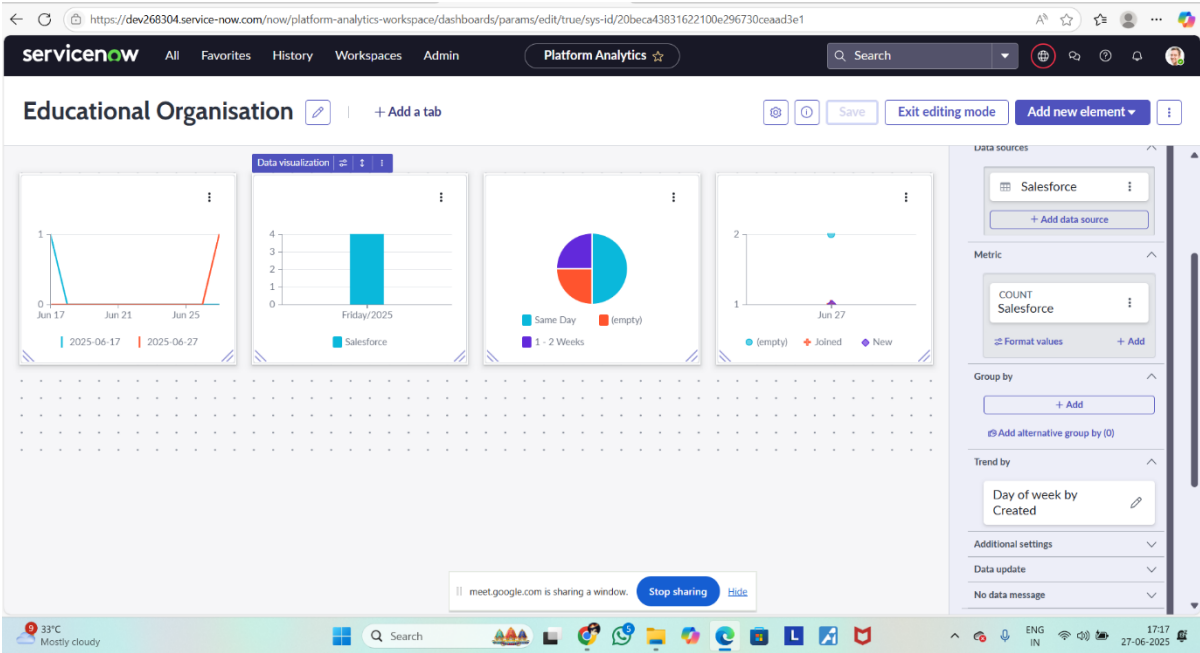 https://dev268304.service-now.com/now/platform-analytics-workspace/dashboards/params/edit/true/sys-id/20beca43831622100e296730ceaad3e1
servicenow All Favorites History Workspaces Admin Platform Analytics Search
Educational Organisation + Add a tab Save Exit editing mode Add new element
Data visualization
1
0
Jun 17 Jun 21 Jun 25
2025-06-17 2025-06-27
4
3
2
1
0
Friday/2025
Salesforce
Same Day (empty)
1 - 2 Weeks
2
1
Jun 27
(empty) Joined New
Data sources
Salesforce
+ Add data source
Metric
COUNT
Salesforce
Format values + Add
Group by
+ Add
Add alternative group by (0)
Trend by
Day of week by
Created
Additional settings
Data update
No data message
meet.google.com is sharing a window. Stop sharing Hide
9
33°C
Mostly cloudy
Search
5
L
ENG
IN
17:17
27-06-2025